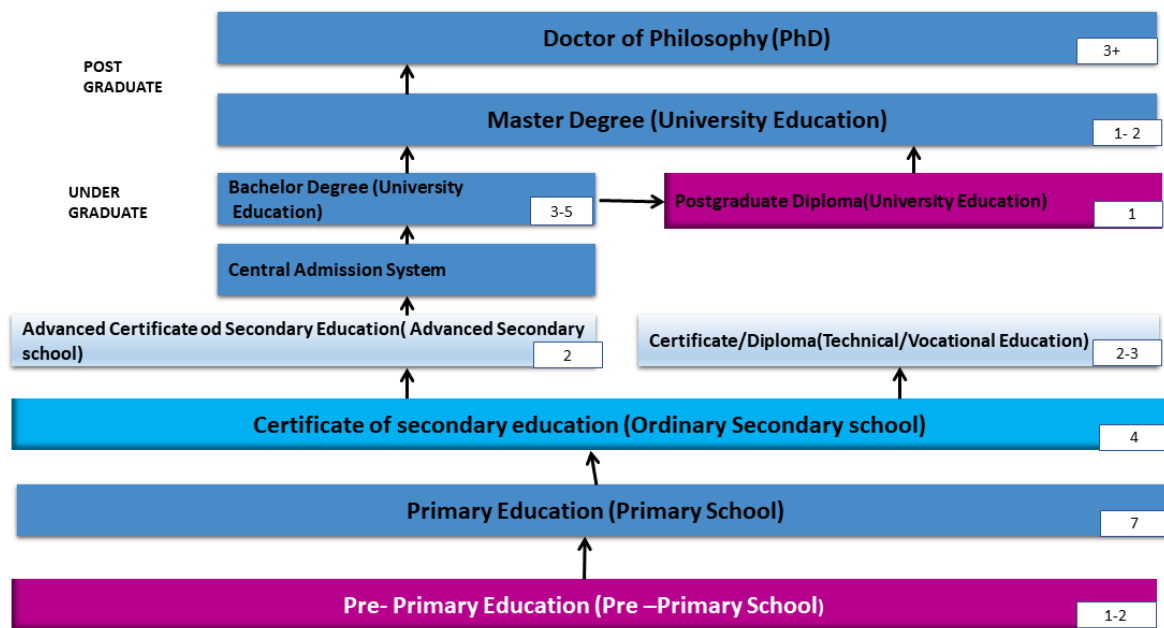 Doctor of Philosophy (PhD)
3+
POST
GRADUATE
Master Degree (University Education)
1- 2
UNDER
GRADUATE
Bachelor Degree (University
Education)
3-5
Postgraduate Diploma(University Education)
1
Central Admission System
Advanced Certificate od Secondary Education( Advanced Secondary
school)
2
Certificate/Diploma(Technical/Vocational Education)
2-3
Certificate of secondary education (Ordinary Secondary school)
4
Primary Education (Primary School)
7
Pre- Primary Education (Pre –Primary School)
1-2